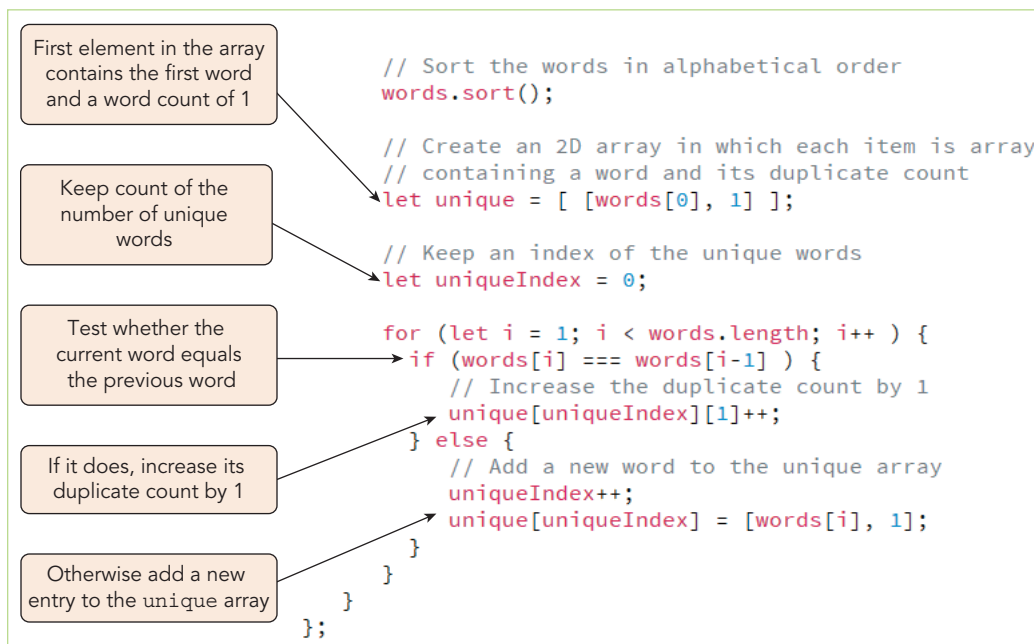 First element in the array
contains the first word
and a word count of 1
Keep count of the
number of unique
words
Test whether the
current word equals
the previous word
If it does, increase its
duplicate count by 1
Otherwise add a new
entry to the unique array
// Sort the words in alphabetical order
words.sort();
// Create an 2D array in which each item is array
// containing a word and its duplicate count
let unique = [ [words[0], 1] ];
// Keep an index of the unique words
let uniqueIndex = 0;
for (let i = 1; i < words.length; i++ ) {
if (words[i] === words[i-1] ) {
// Increase the duplicate count by 1
unique[uniqueIndex][1]++;
} else {
// Add a new word to the unique array
uniqueIndex++;
unique[uniqueIndex] = [words[i], 1];
}
}
}
};